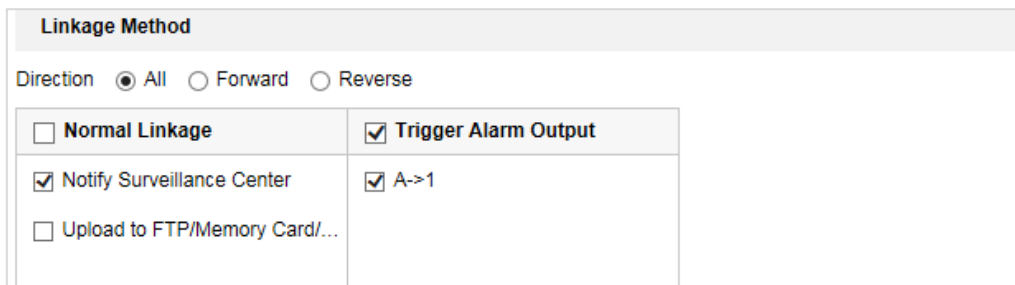 Linkage Method
Direction All Forward Reverse
Normal Linkage Trigger Alarm Output
Notify Surveillance Center A->1
Upload to FTP/Memory Card/...